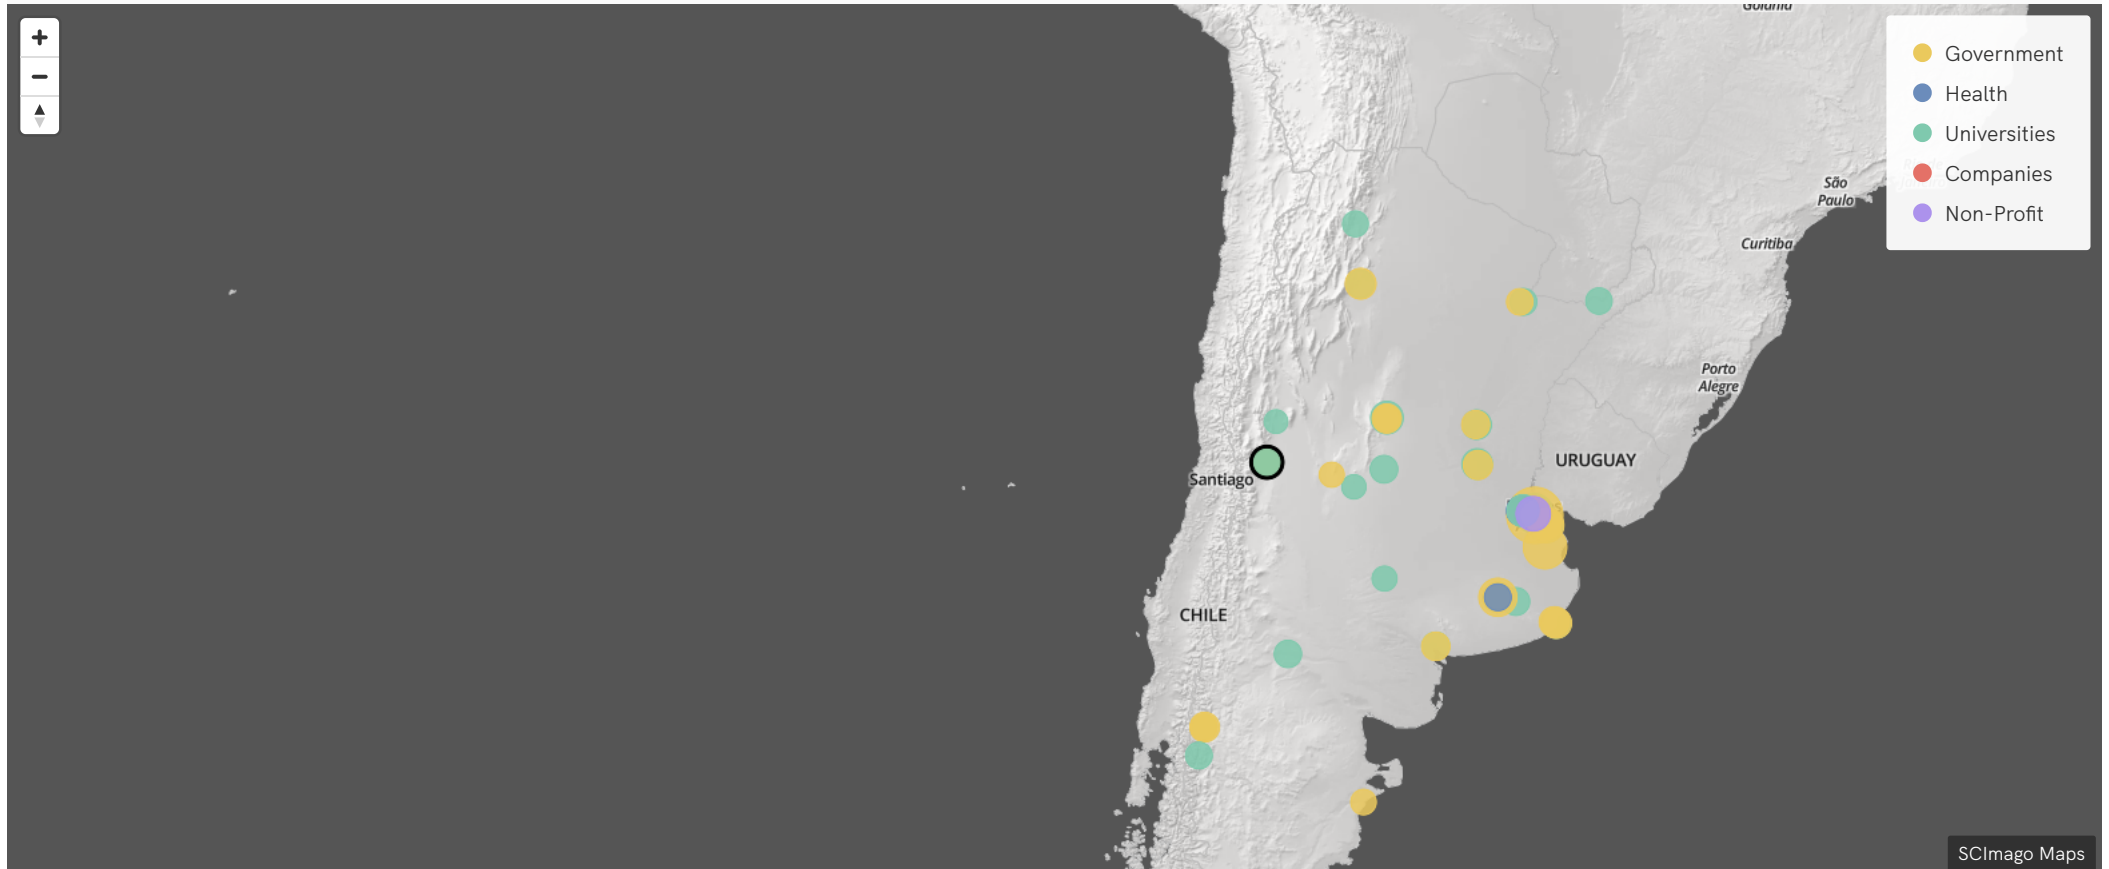 Goiania
Government
Health
Universities
Companies
Non-Profit
São
Paulo
Curitiba
Porto
Alegre
URUGUAY
Santiago
CHILE
SCImago Maps